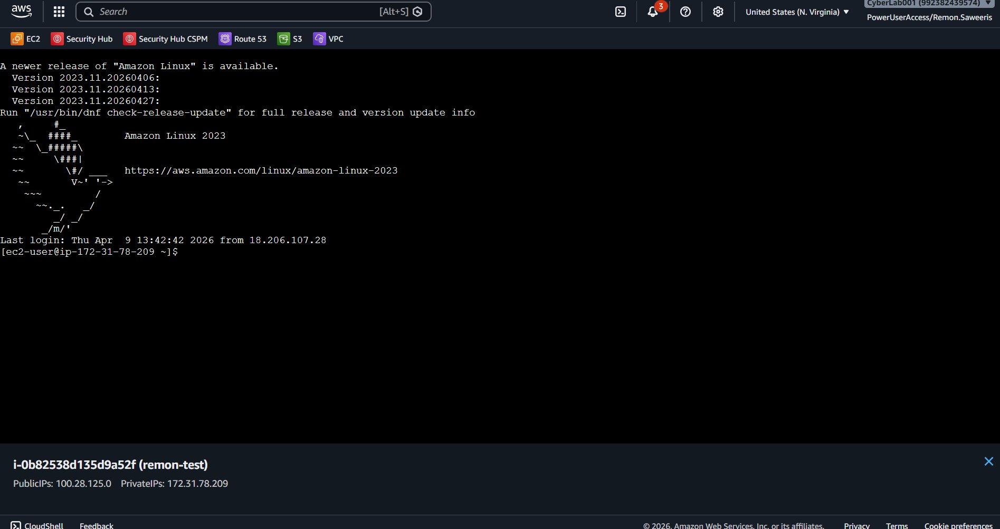 aws
Search [Alt+S]
3
United States (N. Virginia)
CyberLab001 (992382439574)
PowerUserAccess/Remon.Saweeris
EC2 Security Hub Security Hub CSPM Route 53 S3 VPC
A newer release of "Amazon Linux" is available.
  Version 2023.11.20260406:
  Version 2023.11.20260413:
  Version 2023.11.20260427:
Run "/usr/bin/dnf check-release-update" for full release and version update info
   ,     #_
   ~\_  ####_        Amazon Linux 2023
  ~~  \_#####\
  ~~     \###|
  ~~       \#/ ___   https://aws.amazon.com/linux/amazon-linux-2023
   ~~       V~' '->
    ~~~         /
      ~~._.   _/
         _/ _/
       _/m/'
Last login: Thu Apr  9 13:42:42 2026 from 18.206.107.28
[ec2-user@ip-172-31-78-209 ~]$
i-0b82538d135d9a52f (remon-test)
PublicIPs: 100.28.125.0 PrivateIPs: 172.31.78.209
CloudShell Feedback © 2026, Amazon Web Services, Inc. or its affiliates. Privacy Terms Cookie preferences